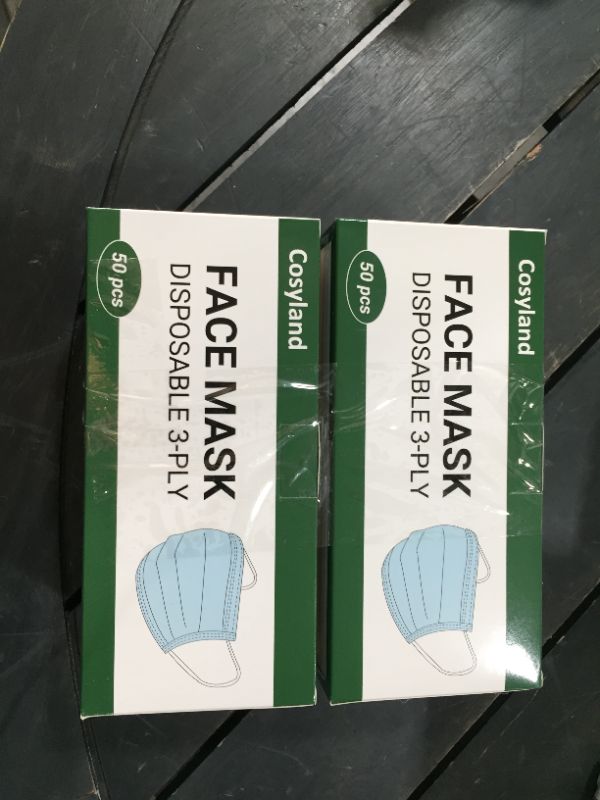 Cosyland
FACE MASK
DISPOSABLE 3-PLY
50 pcs
Cosyland
FACE MASK
DISPOSABLE 3-PLY
50 pcs